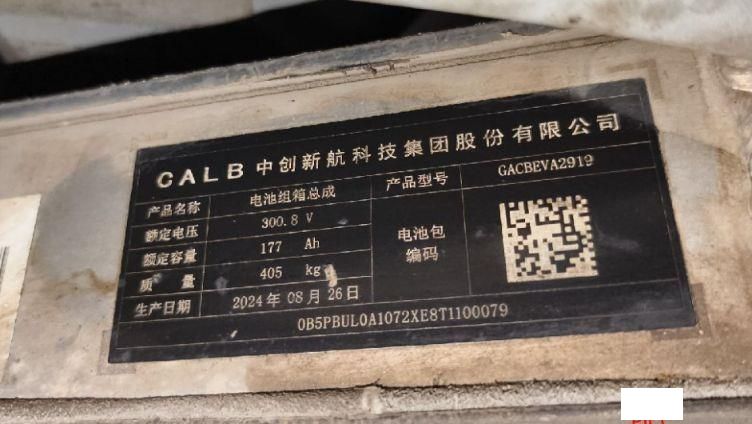 CALB 中创新航科技集团股份有限公司
产品名称 电池组箱总成 产品型号 GACBEVA2919
额定电压 300.8 V
额定容量 177 Ah 电池包编码
质 量 405 kg
生产日期 2024年08月26日
0B5PBUL0A1072XE8T1100079